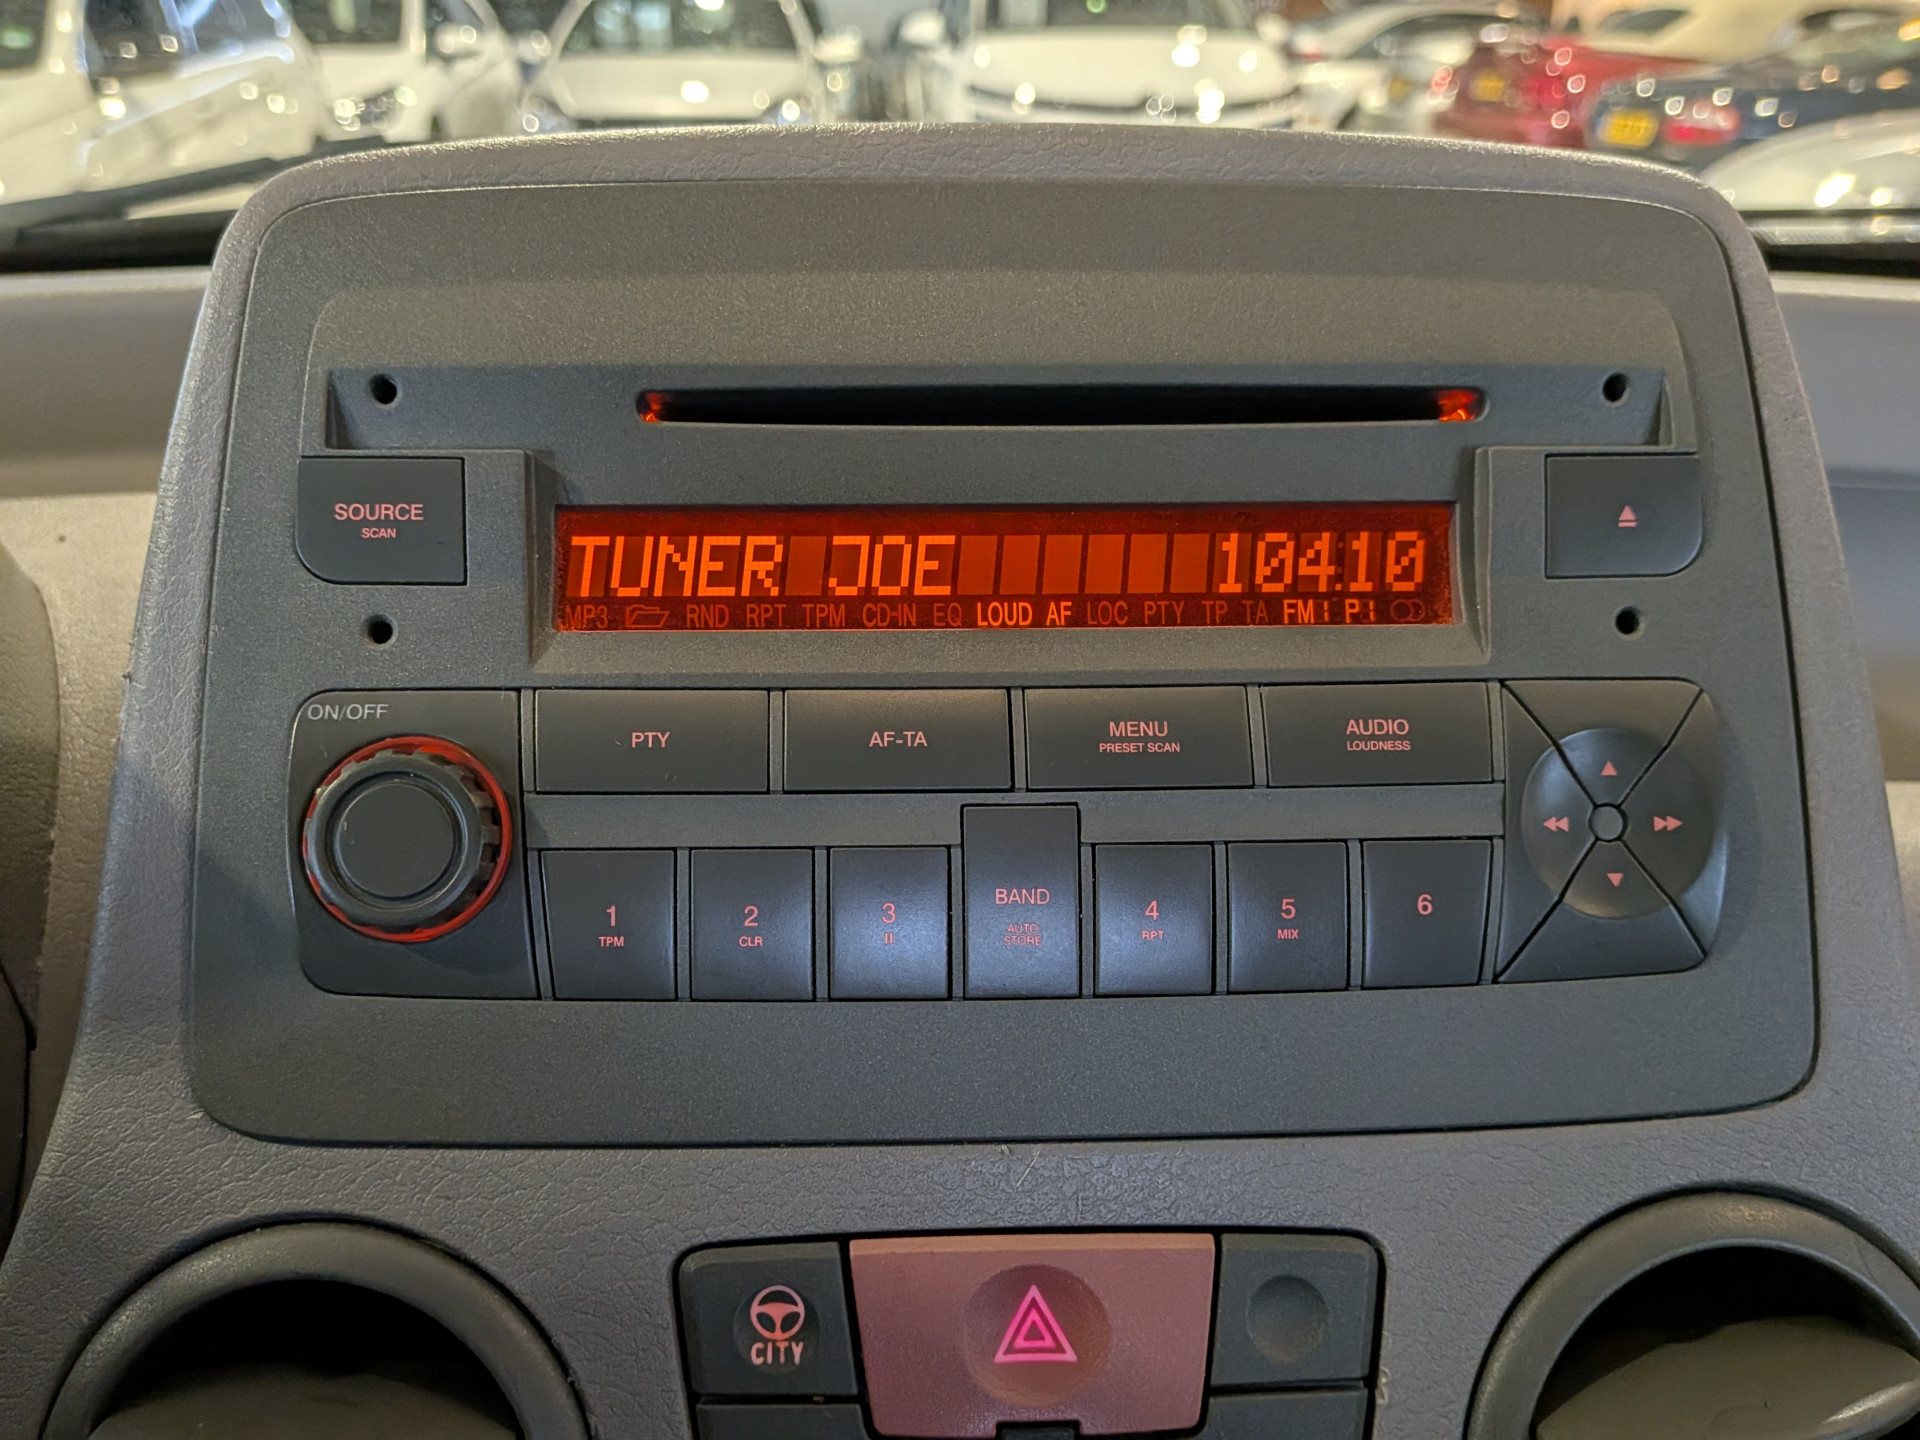 SOURCE
SCAN
TUNER JOE 104.10
MP3 RND RPT TPM CD-IN EQ LOUD AF LOC PTY TP TA FM1 P1
ON/OFF
PTY
AF-TA
MENU
PRESET SCAN
AUDIO
LOUDNESS
1
TPM
2
CLR
3
BAND
AUTO
STORE
4
RPT
5
MIX
6
CITY